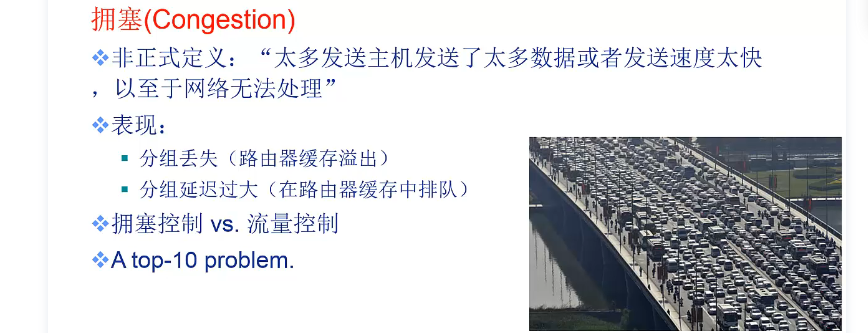 拥塞(Congestion)
非正式定义：“太多发送主机发送了太多数据或者发送速度太快
，以至于网络无法处理”
表现：
分组丢失（路由器缓存溢出）
分组延迟过大（在路由器缓存中排队）
拥塞控制 vs. 流量控制
A top-10 problem.